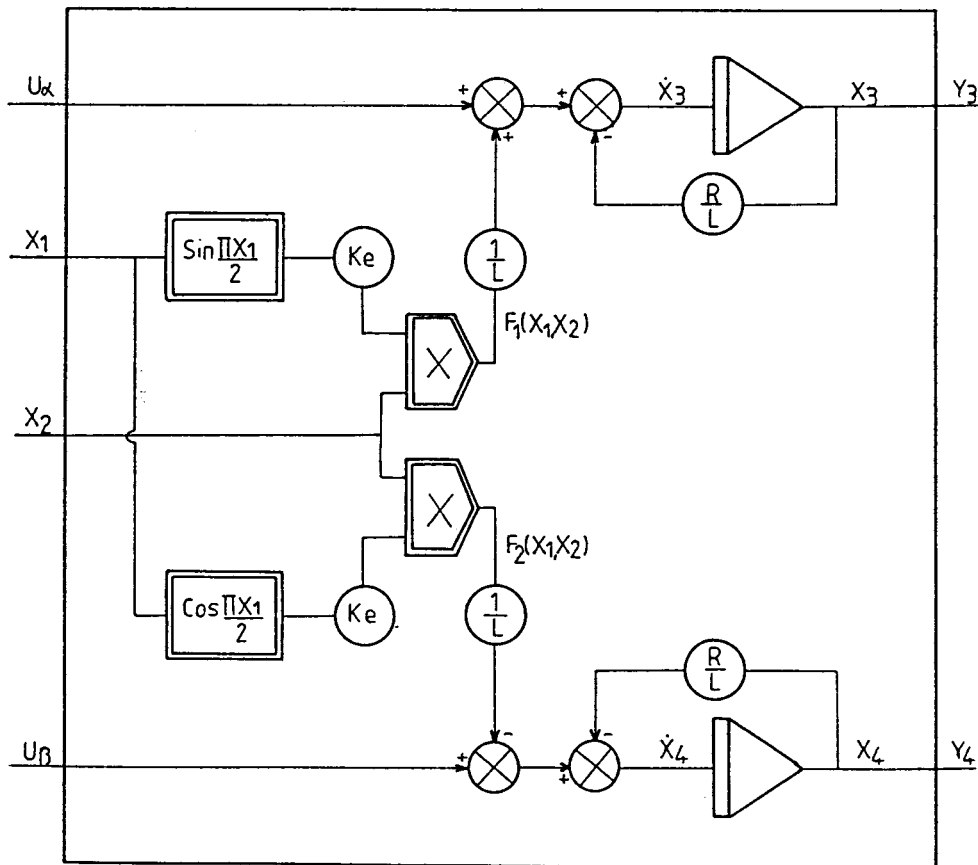 Uα
+
+
+
-
Ẋ3
X3
Y3
R/L
X1
Sin ΠX1/2
Ke
1/L
F1(X1,X2)
X
X2
X
F2(X1,X2)
Cos ΠX1/2
Ke
1/L
R/L
-
-
Uβ
+
+
Ẋ4
X4
Y4